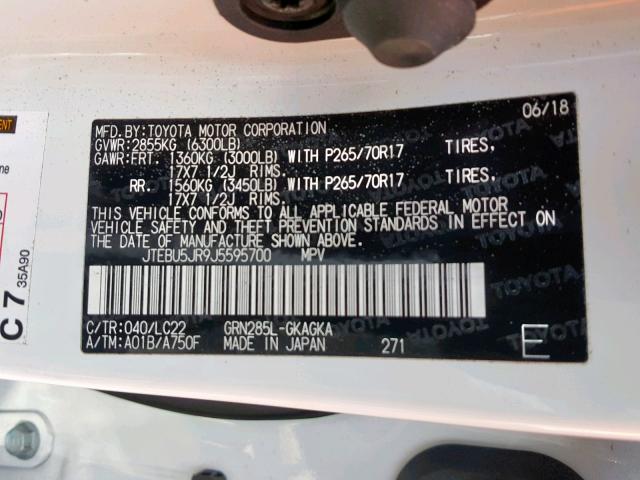 06/18
MFD.BY:TOYOTA MOTOR CORPORATION
GVWR:2855KG (6300LB)
GAWR:FRT. 1360KG (3000LB) WITH P265/70R17 TIRES,
17X7 1/2J RIMS.
RR. 1560KG (3450LB) WITH P265/70R17 TIRES,
17X7 1/2J RIMS.
THIS VEHICLE CONFORMS TO ALL APPLICABLE FEDERAL MOTOR
VEHICLE SAFETY AND THEFT PREVENTION STANDARDS IN EFFECT ON
THE DATE OF MANUFACTURE SHOWN ABOVE.
JTEBU5JR9J5595700 MPV
C/TR:040/LC22 GRN285L-GKAGKA
A/TM:A01B/A750F MADE IN JAPAN 271 E
C 7
35A90